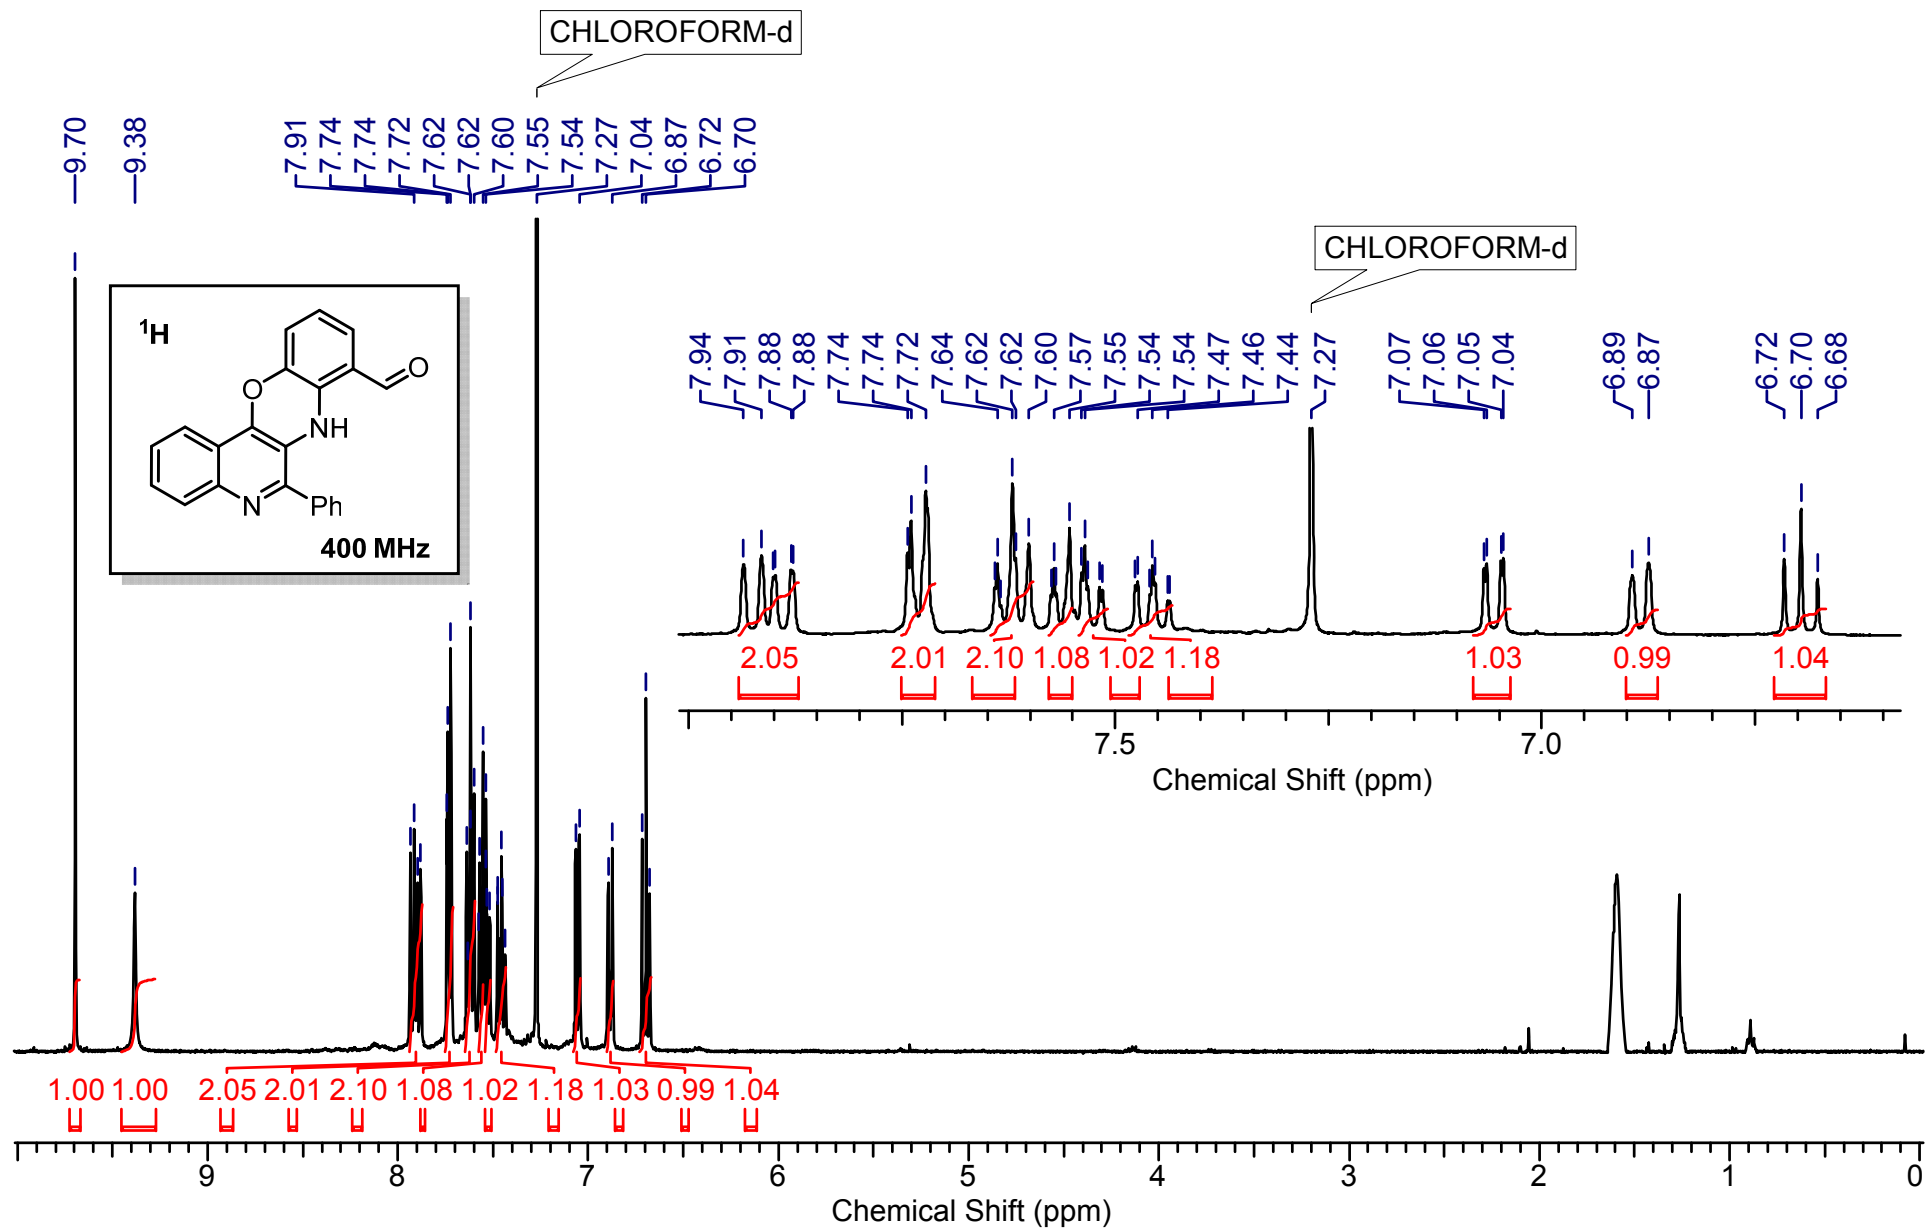 CHLOROFORM-d
9.70 9.38 7.91 7.74 7.74 7.72 7.62 7.62 7.60 7.55 7.54 7.27 7.04 6.87 6.72 6.70
¹H
O
O
NH
N
Ph
400 MHz
CHLOROFORM-d
7.94 7.91 7.88 7.88 7.74 7.74 7.72 7.64 7.62 7.62 7.60 7.57 7.55 7.54 7.54 7.47 7.46 7.44 7.27 7.07 7.06 7.05 7.04 6.89 6.87 6.72 6.70 6.68
2.05 2.01 2.10 1.08 1.02 1.18 1.03 0.99 1.04
7.5 7.0
Chemical Shift (ppm)
1.00 1.00 2.05 2.01 2.10 1.08 1.02 1.18 1.03 0.99 1.04
9 8 7 6 5 4 3 2 1 0
Chemical Shift (ppm)